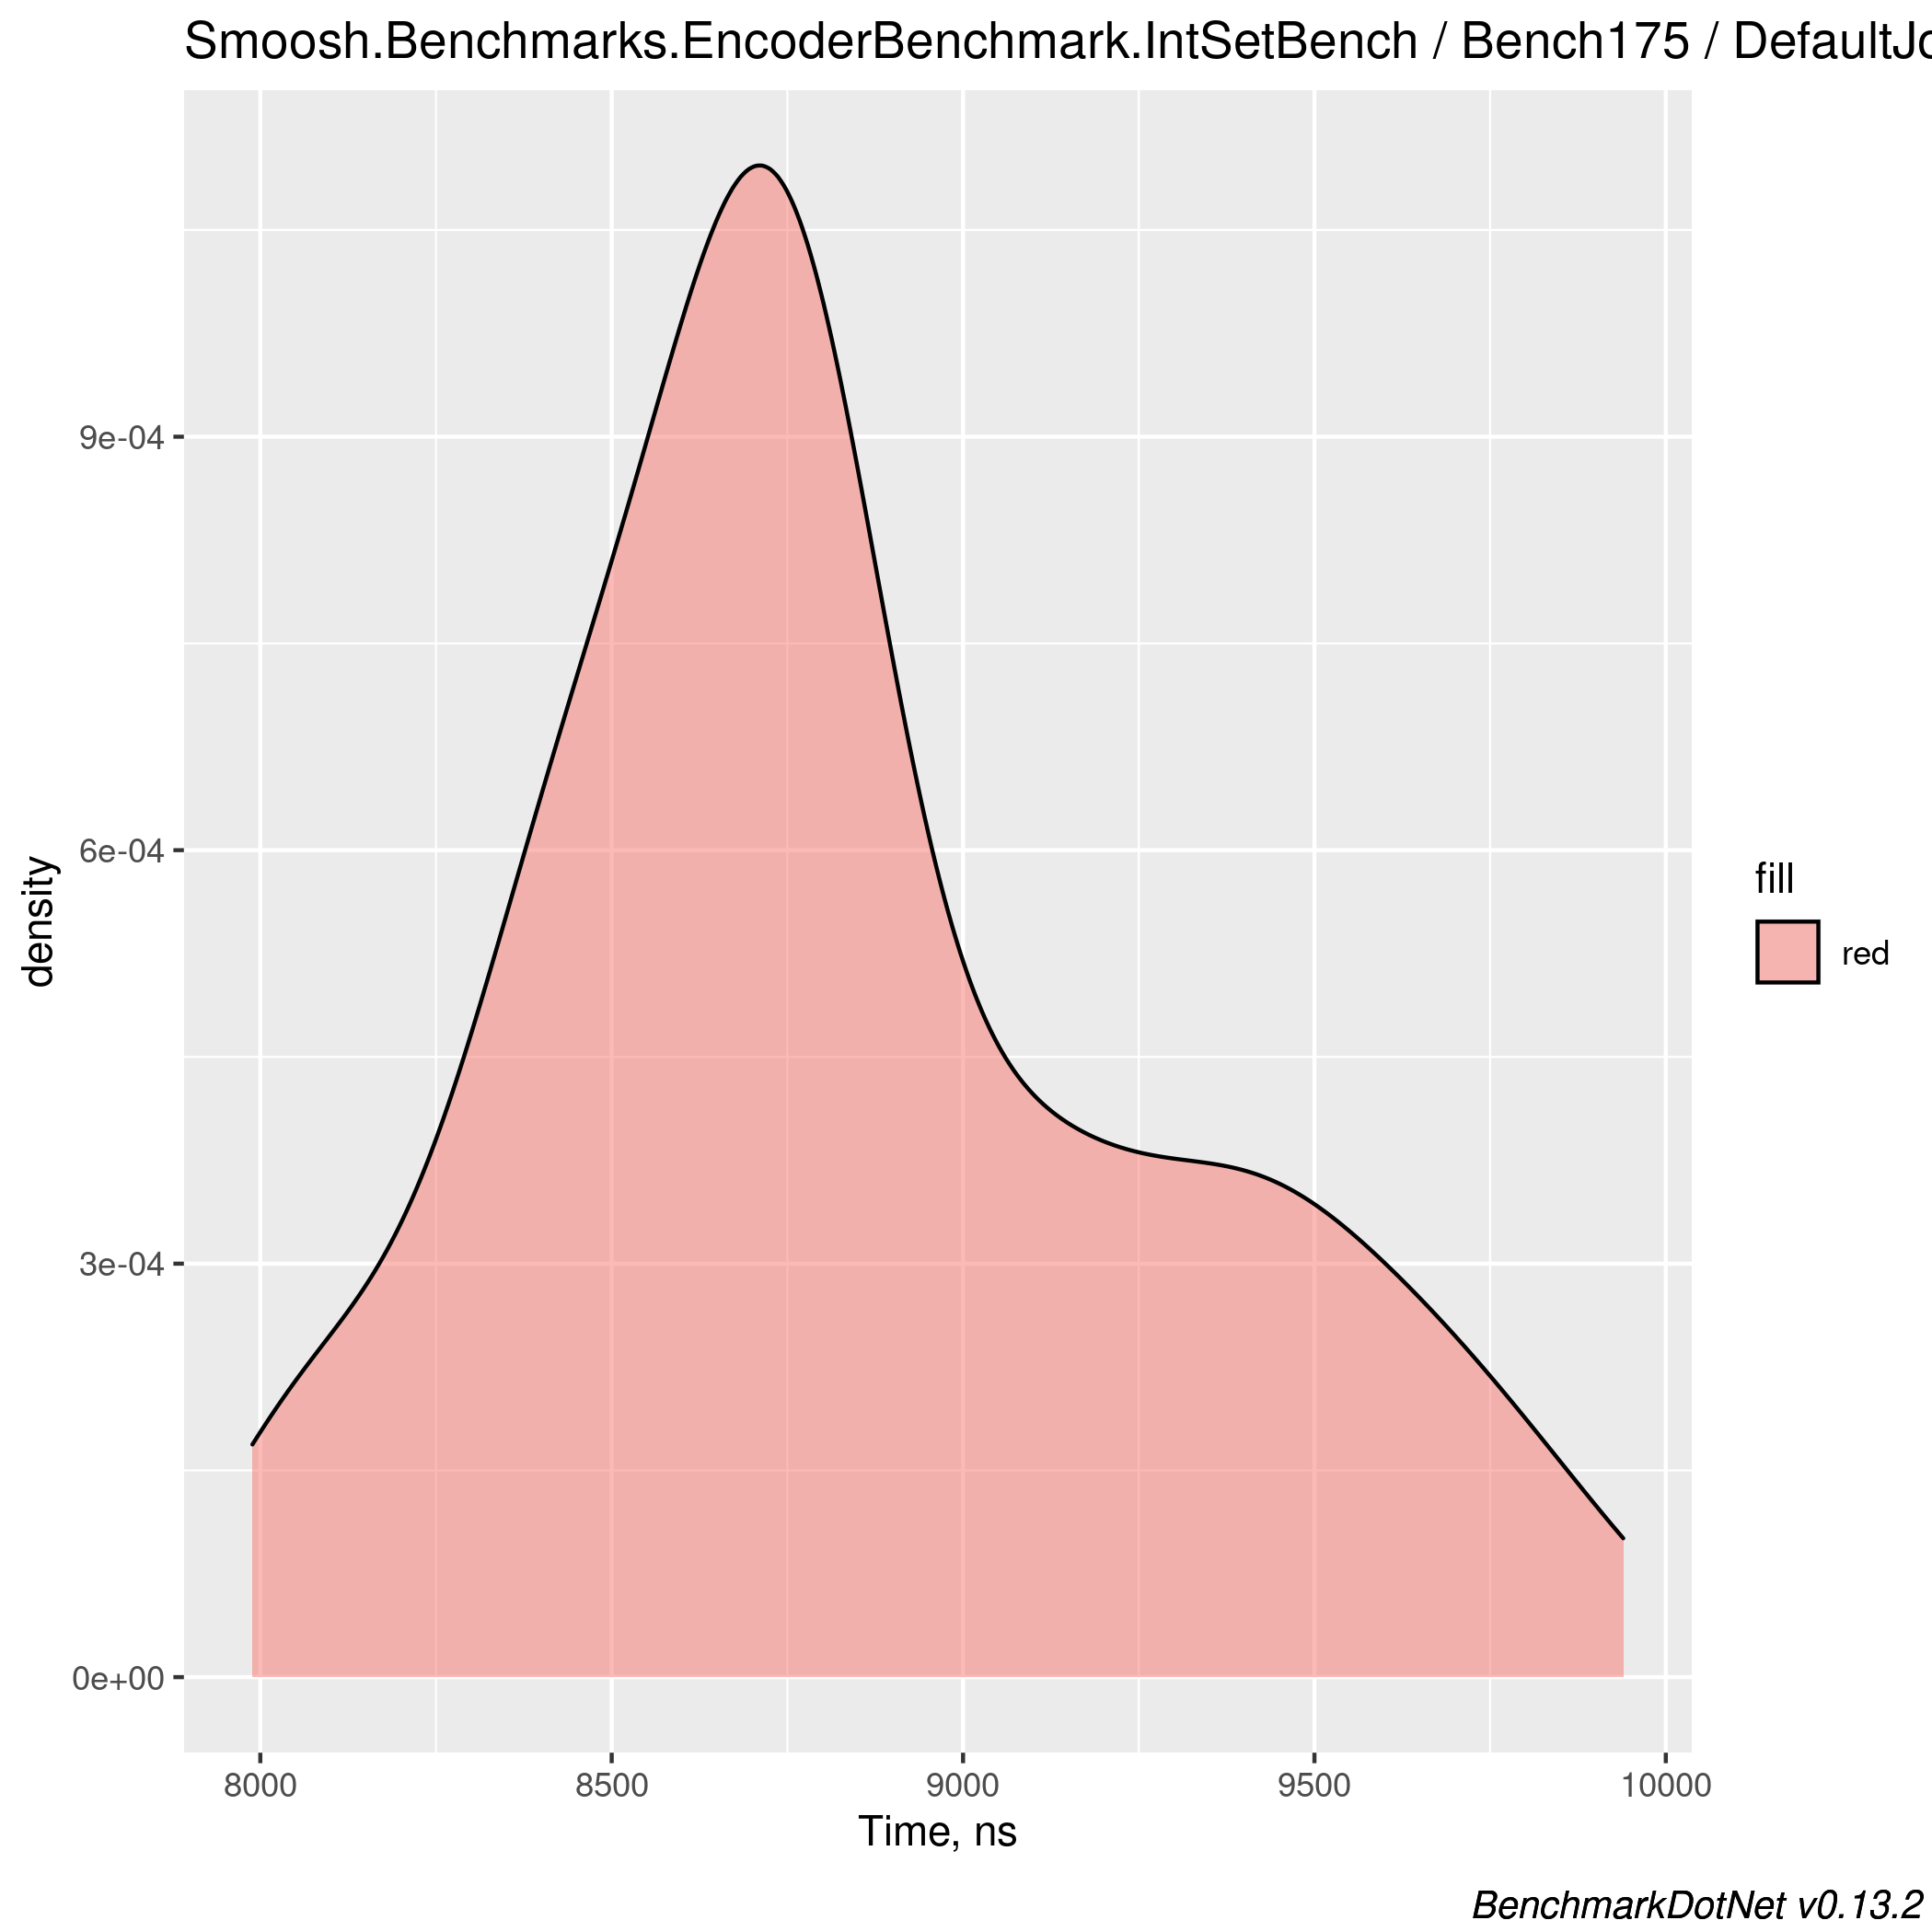 Smoosh.Benchmarks.EncoderBenchmark.IntSetBench / Bench175 / DefaultJo
9e-04
6e-04
3e-04
0e+00
density
8000 8500 9000 9500 10000
Time, ns
fill
red
BenchmarkDotNet v0.13.2